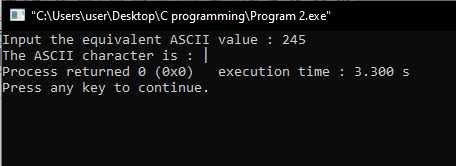 "C:\Users\user\Desktop\C programming\Program 2.exe"
Input the equivalent ASCII value : 245
The ASCII character is : ⌡
Process returned 0 (0x0)   execution time : 3.300 s
Press any key to continue.